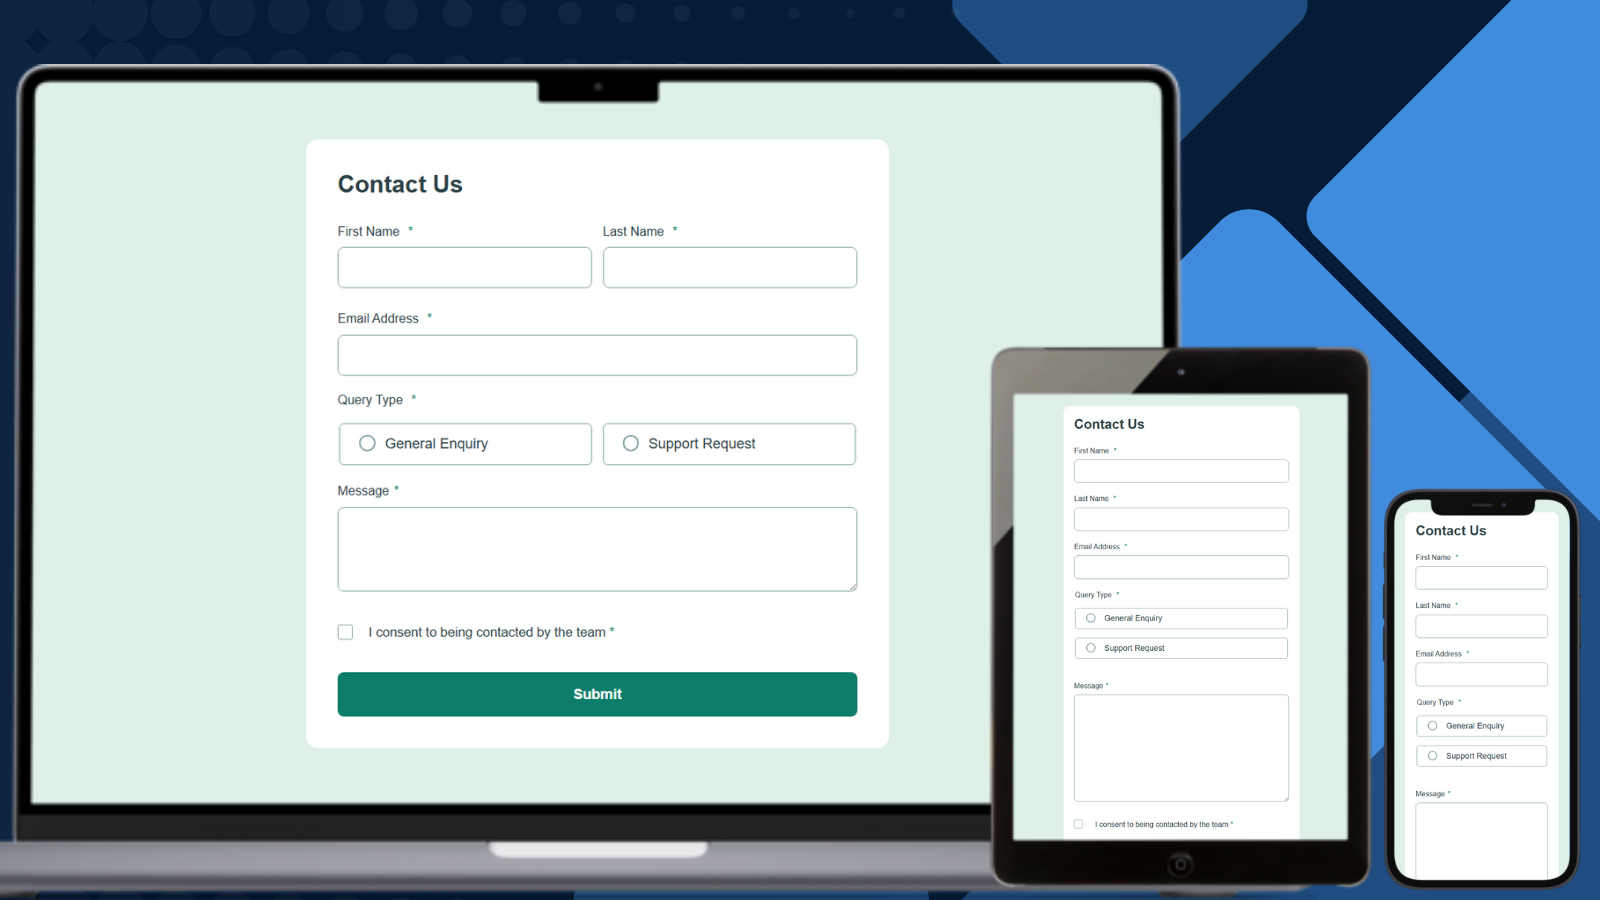 Contact Us
First Name *
Last Name *
Email Address *
Query Type *
General Enquiry
Support Request
Message *
I consent to being contacted by the team *
Submit
Contact Us
First Name *
Last Name *
Email Address *
Query Type *
General Enquiry
Support Request
Message *
I consent to being contacted by the team *
Contact Us
First Name *
Last Name *
Email Address *
Query Type *
General Enquiry
Support Request
Message *